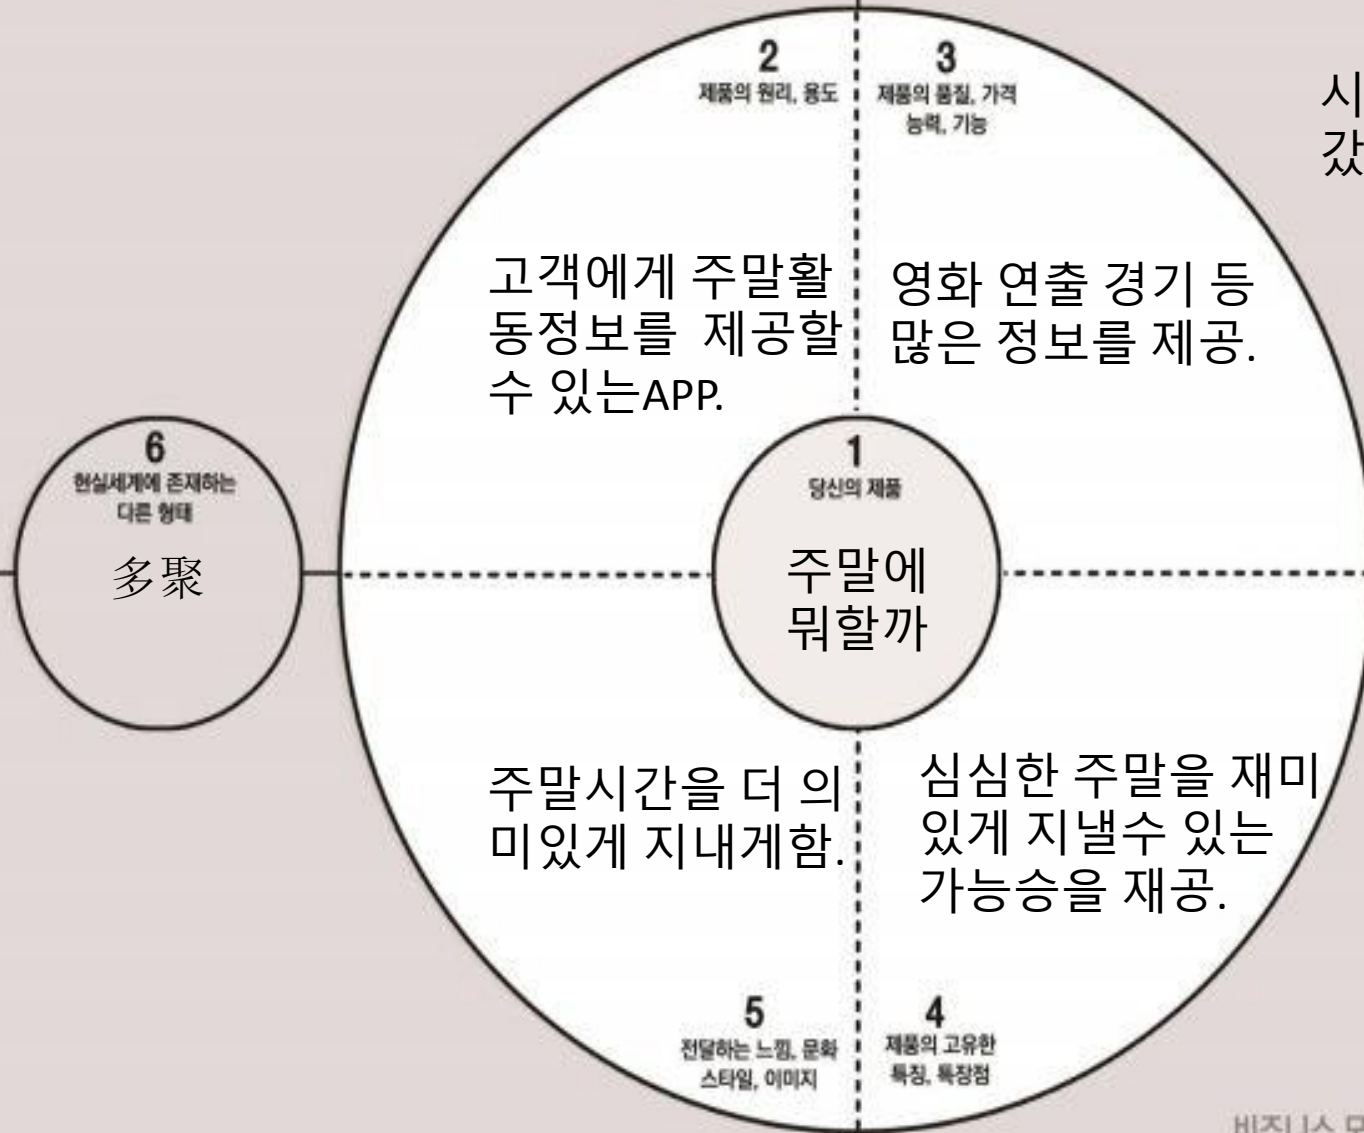 2
제품의 원리, 용도
3
제품의 품질, 가격
능력, 기능
시
갔
고객에게 주말활
동정보를 제공할
수 있는APP.
영화 연출 경기 등
많은 정보를 제공.
6
현실세계에 존재하는
다른 형태
多聚
1
당신의 제품
주말에
뭐할까
주말시간을 더 의
미있게 지내게함.
심심한 주말을 재미
있게 지낼수 있는
가능승을 재공.
5
전달하는 느낌, 문화
스타일, 이미지
4
제품의 고유한
특징, 특장점